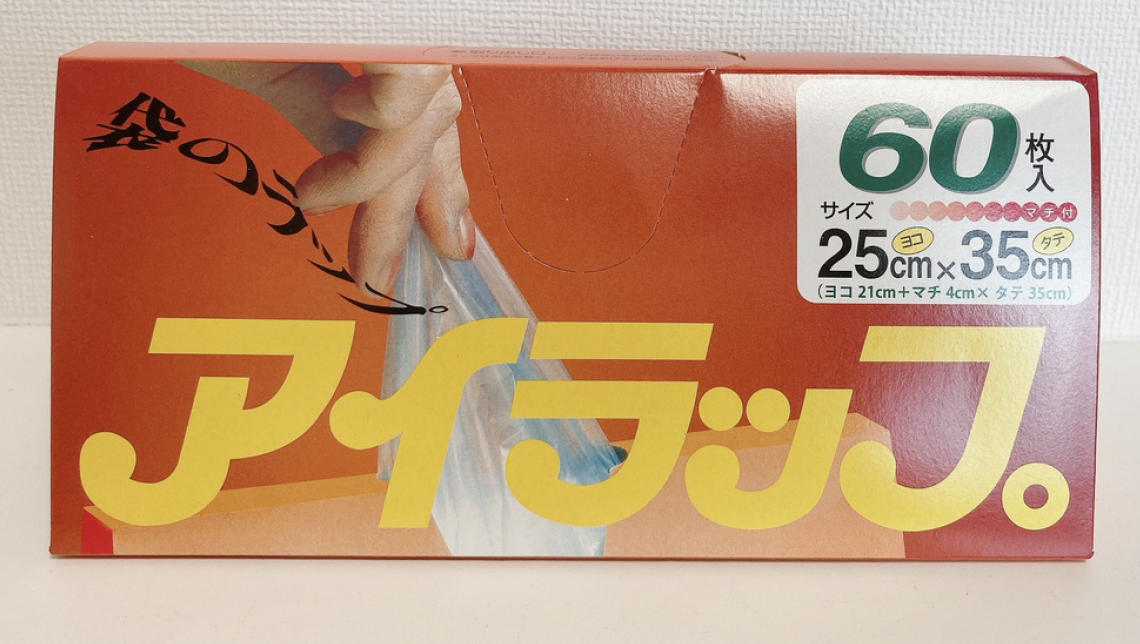 袋のラップ。
アイラップ。
60枚入
サイズ マチ付
25cm ヨコ × 35cm タテ
(ヨコ 21cm+マチ 4cm× タテ 35cm)